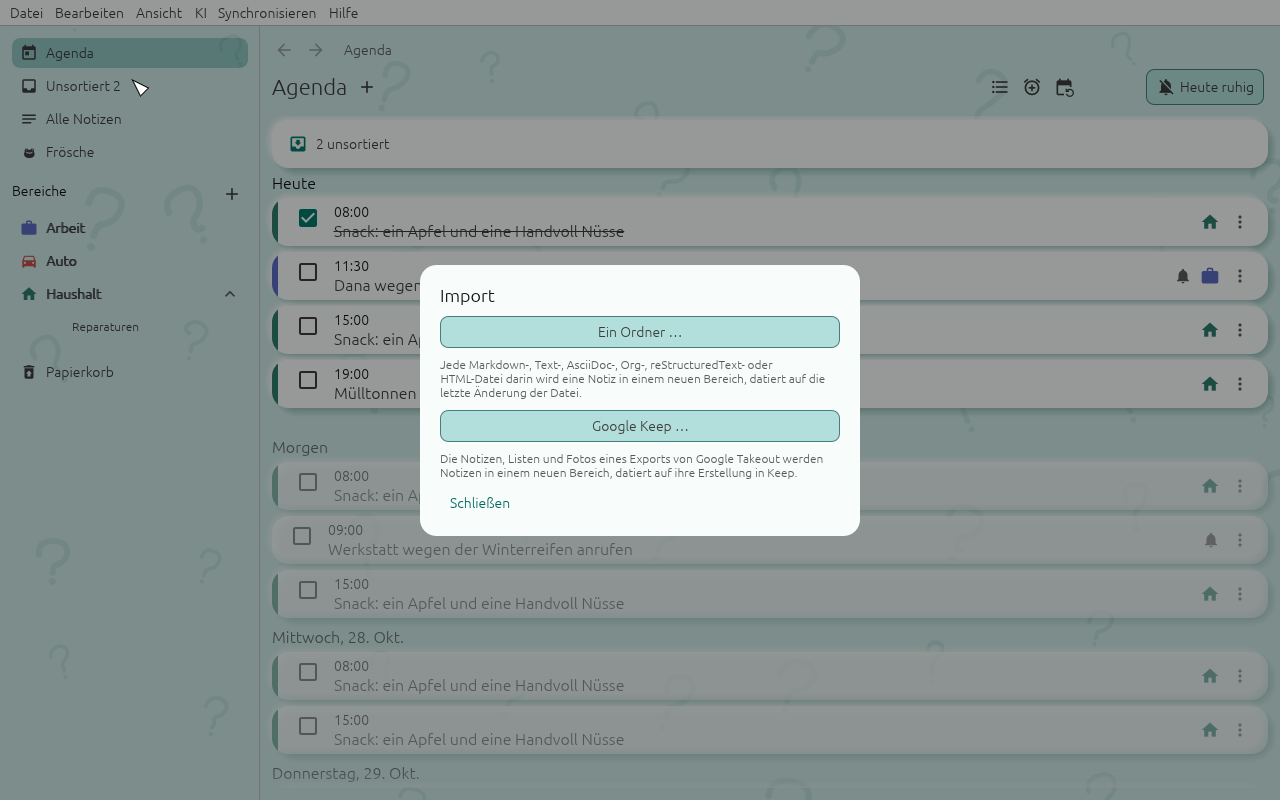 Datei Bearbeiten Ansicht KI Synchronisieren Hilfe
Agenda
Unsortiert 2
Alle Notizen
Frösche
Bereiche
Arbeit
Auto
Haushalt
Reparaturen
Papierkorb
Agenda
Agenda
Heute ruhig
2 unsortiert
Heute
08:00
Snack: ein Apfel und eine Handvoll Nüsse
11:30
Dana wegen
15:00
Snack: ein
19:00
Mülltonnen
Morgen
08:00
Snack: ein
09:00
Werkstatt wegen der Winterreifen anrufen
15:00
Snack: ein Apfel und eine Handvoll Nüsse
Mittwoch, 28. Okt.
08:00
Snack: ein Apfel und eine Handvoll Nüsse
15:00
Snack: ein Apfel und eine Handvoll Nüsse
Donnerstag, 29. Okt.
Import
Ein Ordner …
Jede Markdown-, Text-, AsciiDoc-, Org-, reStructuredText- oder
HTML-Datei darin wird eine Notiz in einem neuen Bereich, datiert auf die
letzte Änderung der Datei.
Google Keep …
Die Notizen, Listen und Fotos eines Exports von Google Takeout werden
Notizen in einem neuen Bereich, datiert auf ihre Erstellung in Keep.
Schließen